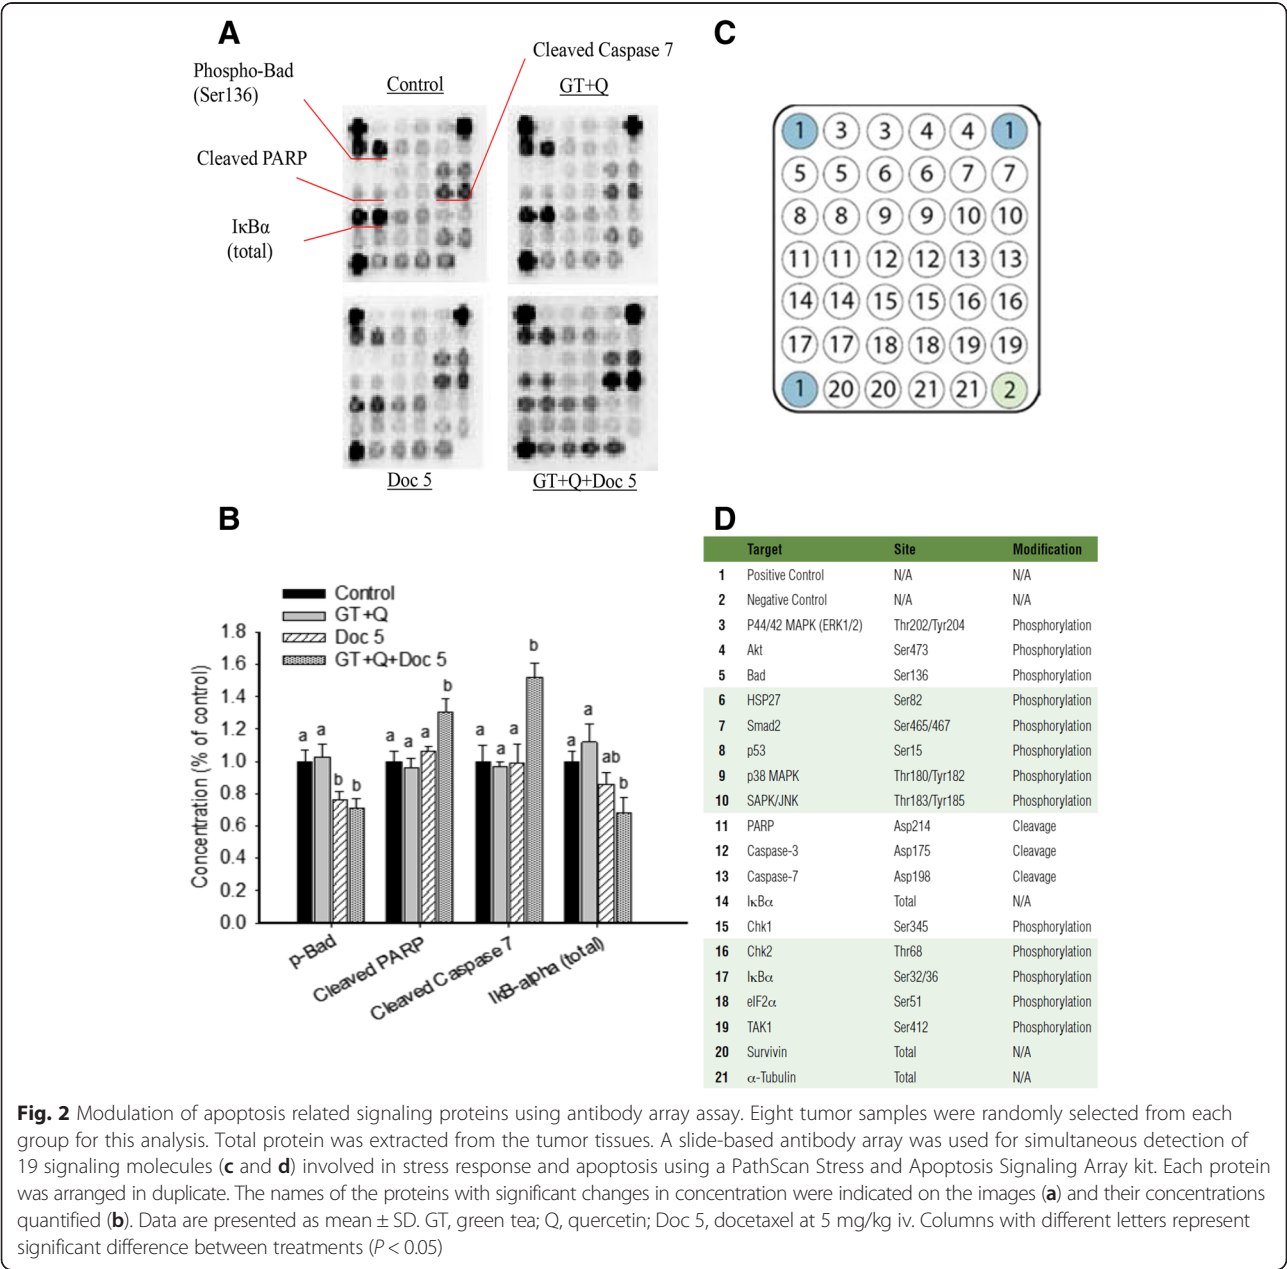 A
Phospho-Bad
(Ser136)
Control
GT+Q
Cleaved Caspase 7
Cleaved PARP
IκBα
(total)
Doc 5
GT+Q+Doc 5
C
1 3 3 4 4 1
5 5 6 6 7 7
8 8 9 9 10 10
11 11 12 12 13 13
14 14 15 15 16 16
17 17 18 18 19 19
1 20 20 21 21 2
B
Control
GT+Q
Doc 5
GT+Q+Doc 5
Concentration (% of control)
1.8
1.6
1.4
1.2
1.0
0.8
0.6
0.4
0.2
0.0
a a b b
a a a b
a a a b
a a ab b
p-Bad
Cleaved PARP
Cleaved Caspase 7
IkB-alpha (total)
D
Target Site Modification
1 Positive Control N/A N/A
2 Negative Control N/A N/A
3 P44/42 MAPK (ERK1/2) Thr202/Tyr204 Phosphorylation
4 Akt Ser473 Phosphorylation
5 Bad Ser136 Phosphorylation
6 HSP27 Ser82 Phosphorylation
7 Smad2 Ser465/467 Phosphorylation
8 p53 Ser15 Phosphorylation
9 p38 MAPK Thr180/Tyr182 Phosphorylation
10 SAPK/JNK Thr183/Tyr185 Phosphorylation
11 PARP Asp214 Cleavage
12 Caspase-3 Asp175 Cleavage
13 Caspase-7 Asp198 Cleavage
14 IκBα Total N/A
15 Chk1 Ser345 Phosphorylation
16 Chk2 Thr68 Phosphorylation
17 IκBα Ser32/36 Phosphorylation
18 eIF2α Ser51 Phosphorylation
19 TAK1 Ser412 Phosphorylation
20 Survivin Total N/A
21 α-Tubulin Total N/A
Fig. 2 Modulation of apoptosis related signaling proteins using antibody array assay. Eight tumor samples were randomly selected from each
group for this analysis. Total protein was extracted from the tumor tissues. A slide-based antibody array was used for simultaneous detection of
19 signaling molecules (c and d) involved in stress response and apoptosis using a PathScan Stress and Apoptosis Signaling Array kit. Each protein
was arranged in duplicate. The names of the proteins with significant changes in concentration were indicated on the images (a) and their concentrations
quantified (b). Data are presented as mean ± SD. GT, green tea; Q, quercetin; Doc 5, docetaxel at 5 mg/kg iv. Columns with different letters represent
significant difference between treatments (P < 0.05)